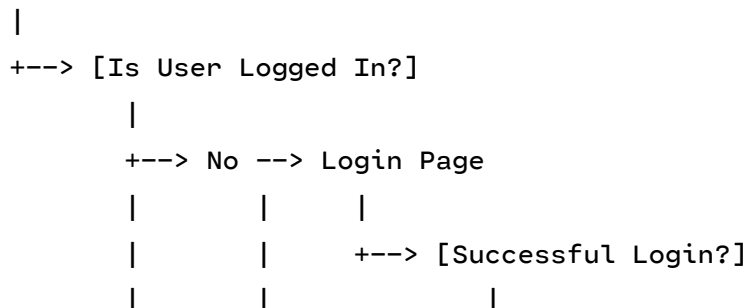 |
+--> [Is User Logged In?]
|
+--> No --> Login Page
| | |
| | +--> [Successful Login?]
| | |